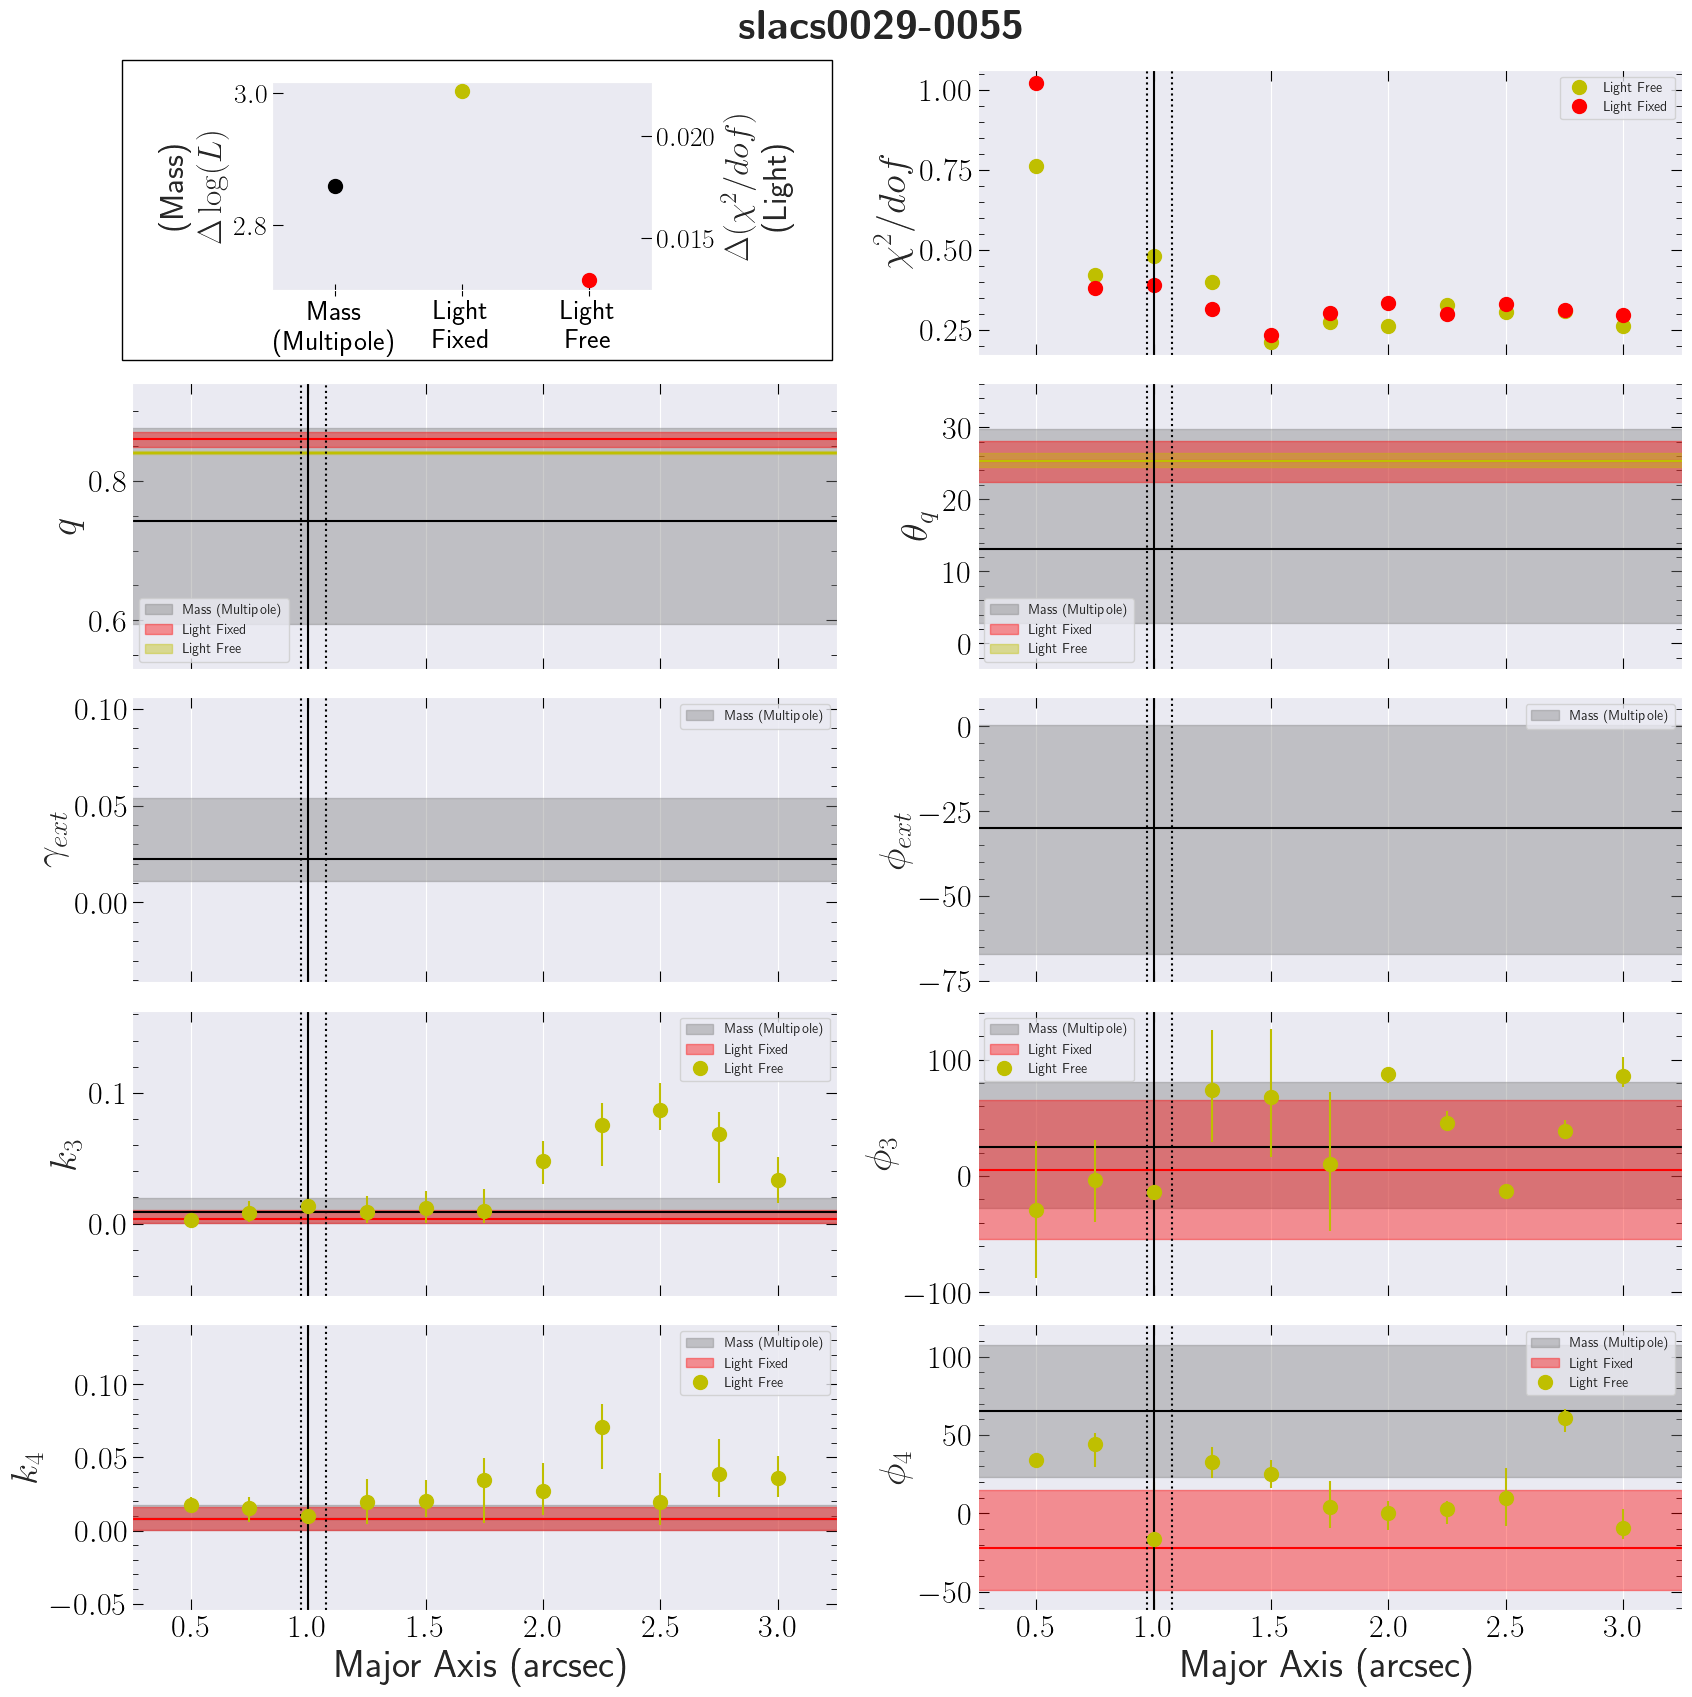 slacs0029-0055
(Mass)
Δ log(L)
3.0
2.8
0.020
0.015
Δ(χ²/dof)
(Light)
Mass
(Multipole)
Light
Fixed
Light
Free
χ²/dof
1.00
0.75
0.50
0.25
Light Free
Light Fixed
q
0.8
0.6
Mass (Multipole)
Light Fixed
Light Free
θ_q
30
20
10
0
Mass (Multipole)
Light Fixed
Light Free
γ_ext
0.10
0.05
0.00
Mass (Multipole)
ϕ_ext
0
−25
−50
−75
Mass (Multipole)
k₃
0.1
0.0
Mass (Multipole)
Light Fixed
Light Free
ϕ₃
100
0
−100
Mass (Multipole)
Light Fixed
Light Free
k₄
0.10
0.05
0.00
−0.05
Mass (Multipole)
Light Fixed
Light Free
0.5 1.0 1.5 2.0 2.5 3.0
Major Axis (arcsec)
ϕ₄
100
50
0
−50
Mass (Multipole)
Light Fixed
Light Free
0.5 1.0 1.5 2.0 2.5 3.0
Major Axis (arcsec)